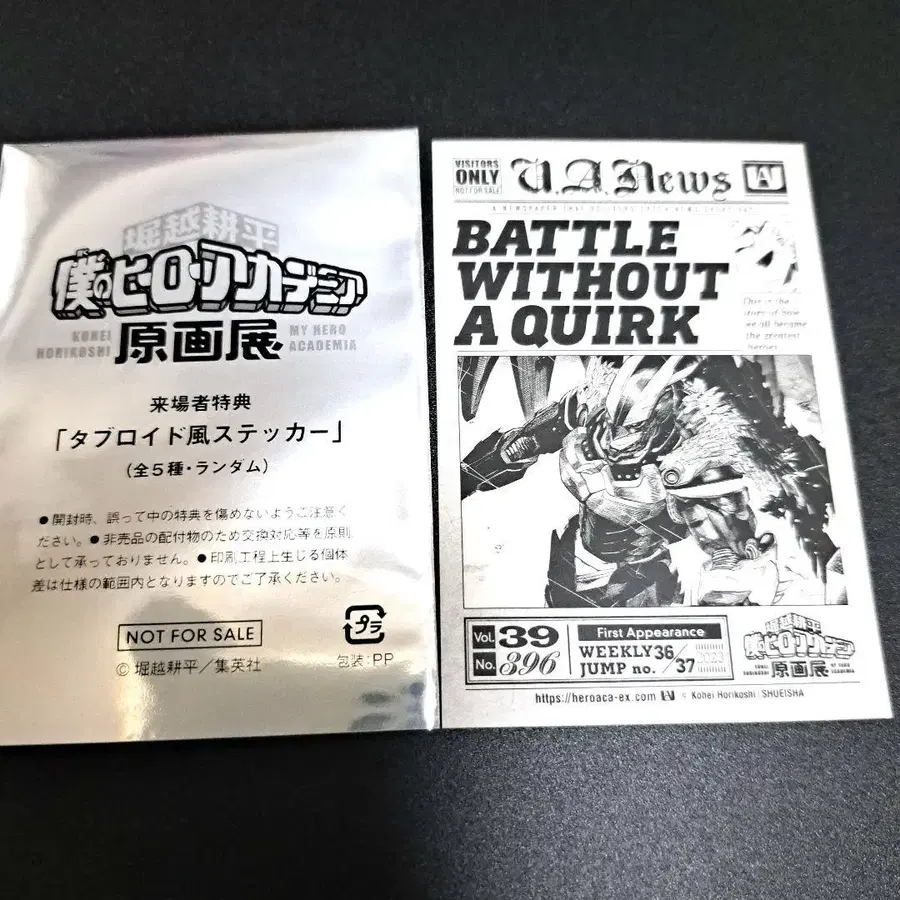 堀越耕平
僕のヒーローアカデミア
KOHEI
HORIKOSHI
原画展
MY HERO
ACADEMIA
来場者特典
「タブロイド風ステッカー」
(全5種・ランダム)
●開封時、誤って中の特典を傷めないようご注意く
ださい。●非売品の配付物のため交換対応等を原則
として承っておりません。●印刷工程上生じる個体
差は仕様の範囲内となりますのでご了承ください。
NOT FOR SALE
プラ
© 堀越耕平／集英社
包装:PP
VISITORS
ONLY
NOT FOR SALE
U.A.News
UA
BATTLE
WITHOUT
A QUIRK
This is the
story of how
we all became
the greatest
heroes
Vol. 39
No. 396
First Appearance
WEEKLY 36
JUMP no. / 37
2023
堀越耕平
僕のヒーローアカデミア
KOHEI
HORIKOSHI
原画展
MY HERO
ACADEMIA
https://heroaca-ex.com UA © Kohei Horikoshi / SHUEISHA